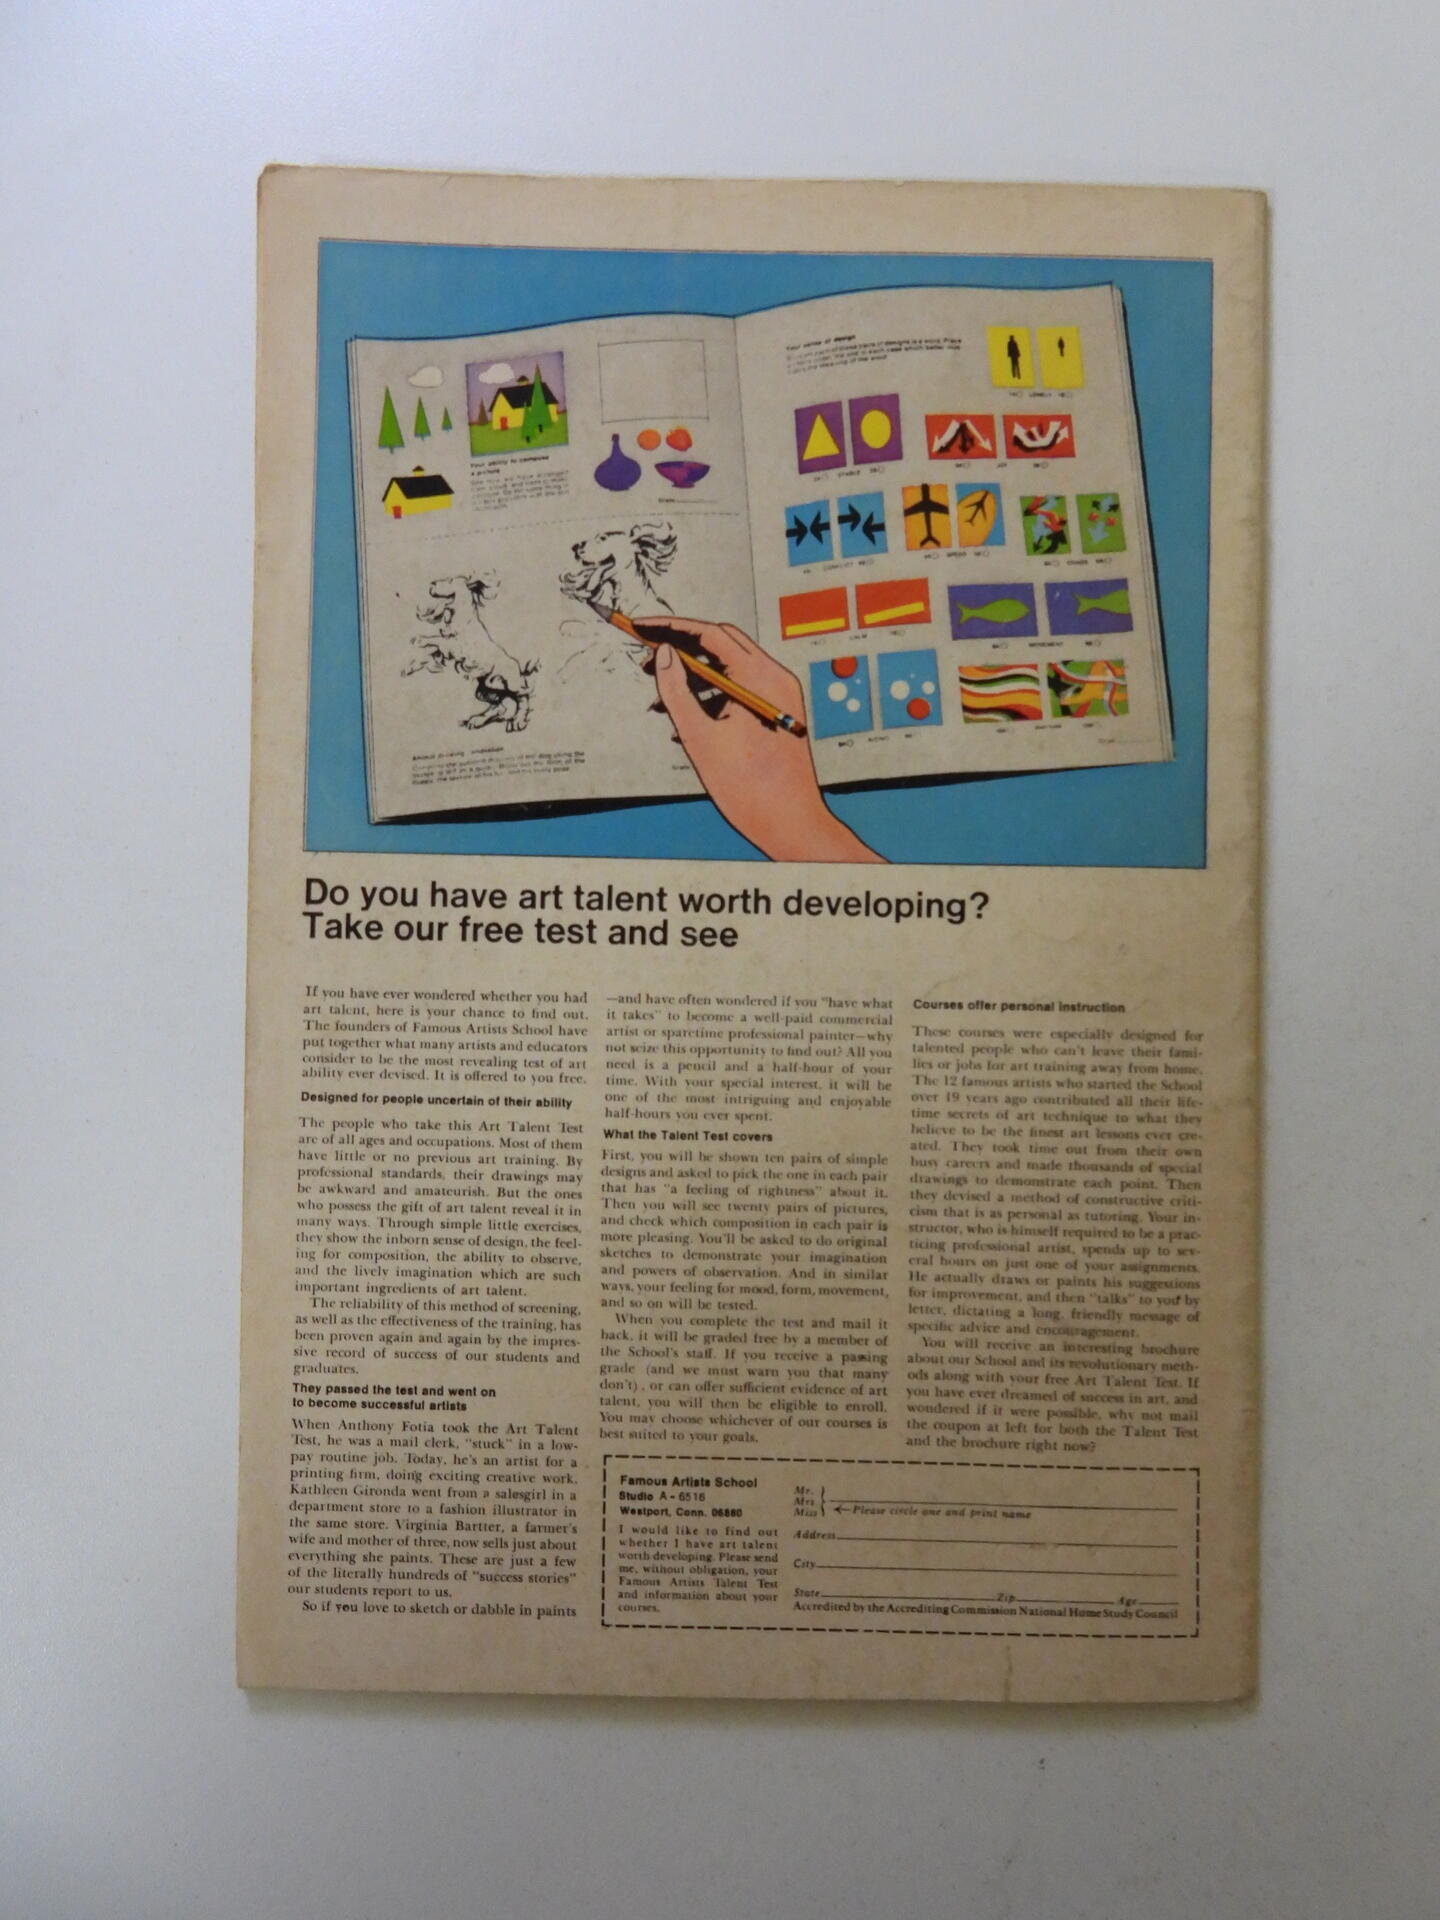 Your sense of design
LONELY
STABLE
JOY
CONFLICT
SPEED
CHAOS
CALM
MOVEMENT
Your ability to compose
a picture
Do you have art talent worth developing?
Take our free test and see
If you have ever wondered whether you had
art talent, here is your chance to find out.
The founders of Famous Artists School have
put together what many artists and educators
consider to be the most revealing test of art
ability ever devised. It is offered to you free.
Designed for people uncertain of their ability
The people who take this Art Talent Test
are of all ages and occupations. Most of them
have little or no previous art training. By
professional standards, their drawings may
be awkward and amateurish. But the ones
who possess the gift of art talent reveal it in
many ways. Through simple little exercises,
they show the inborn sense of design, the feel-
ing for composition, the ability to observe,
and the lively imagination which are such
important ingredients of art talent.
The reliability of this method of screening,
as well as the effectiveness of the training, has
been proven again and again by the impres-
sive record of success of our students and
graduates.
They passed the test and went on
to become successful artists
When Anthony Fotia took the Art Talent
Test, he was a mail clerk, "stuck" in a low-
pay routine job. Today, he's an artist for a
printing firm, doing exciting creative work.
Kathleen Gironda went from a salesgirl in a
department store to a fashion illustrator in
the same store. Virginia Bartter, a farmer's
wife and mother of three, now sells just about
everything she paints. These are just a few
of the literally hundreds of "success stories"
our students report to us.
So if you love to sketch or dabble in paints
—and have often wondered if you "have what
it takes" to become a well-paid commercial
artist or sparetime professional painter—why
not seize this opportunity to find out? All you
need is a pencil and a half-hour of your
time. With your special interest, it will be
one of the most intriguing and enjoyable
half-hours you ever spent.
What the Talent Test covers
First, you will be shown ten pairs of simple
designs and asked to pick the one in each pair
that has "a feeling of rightness" about it.
Then you will see twenty pairs of pictures,
and check which composition in each pair is
more pleasing. You'll be asked to do original
sketches to demonstrate your imagination
and powers of observation. And in similar
ways, your feeling for mood, form, movement,
and so on will be tested.
When you complete the test and mail it
back, it will be graded free by a member of
the School's staff. If you receive a passing
grade (and we must warn you that many
don't), or can offer sufficient evidence of art
talent, you will then be eligible to enroll.
You may choose whichever of our courses is
best suited to your goals.
Courses offer personal instruction
These courses were especially designed for
talented people who can't leave their fami-
lies or jobs for art training away from home.
The 12 famous artists who started the School
over 19 years ago contributed all their life-
time secrets of art technique to what they
believe to be the finest art lessons ever cre-
ated. They took time out from their own
busy careers and made thousands of special
drawings to demonstrate each point. Then
they devised a method of constructive criti-
cism that is as personal as tutoring. Your in-
structor, who is himself required to be a prac-
ticing professional artist, spends up to sev-
eral hours on just one of your assignments.
He actually draws or paints his suggestions
for improvement, and then "talks" to you by
letter, dictating a long, friendly message of
specific advice and encouragement.
You will receive an interesting brochure
about our School and its revolutionary meth-
ods along with your free Art Talent Test. If
you have ever dreamed of success in art, and
wondered if it were possible, why not mail
the coupon at left for both the Talent Test
and the brochure right now?
Famous Artists School
Studio A-6516
Westport, Conn. 06880
I would like to find out
whether I have art talent
worth developing. Please send
me, without obligation, your
Famous Artists Talent Test
and information about your
courses.
Mr.
Mrs.
Miss
Please circle one and print name
Address
City
State Zip Age
Accredited by the Accrediting Commission National Home Study Council